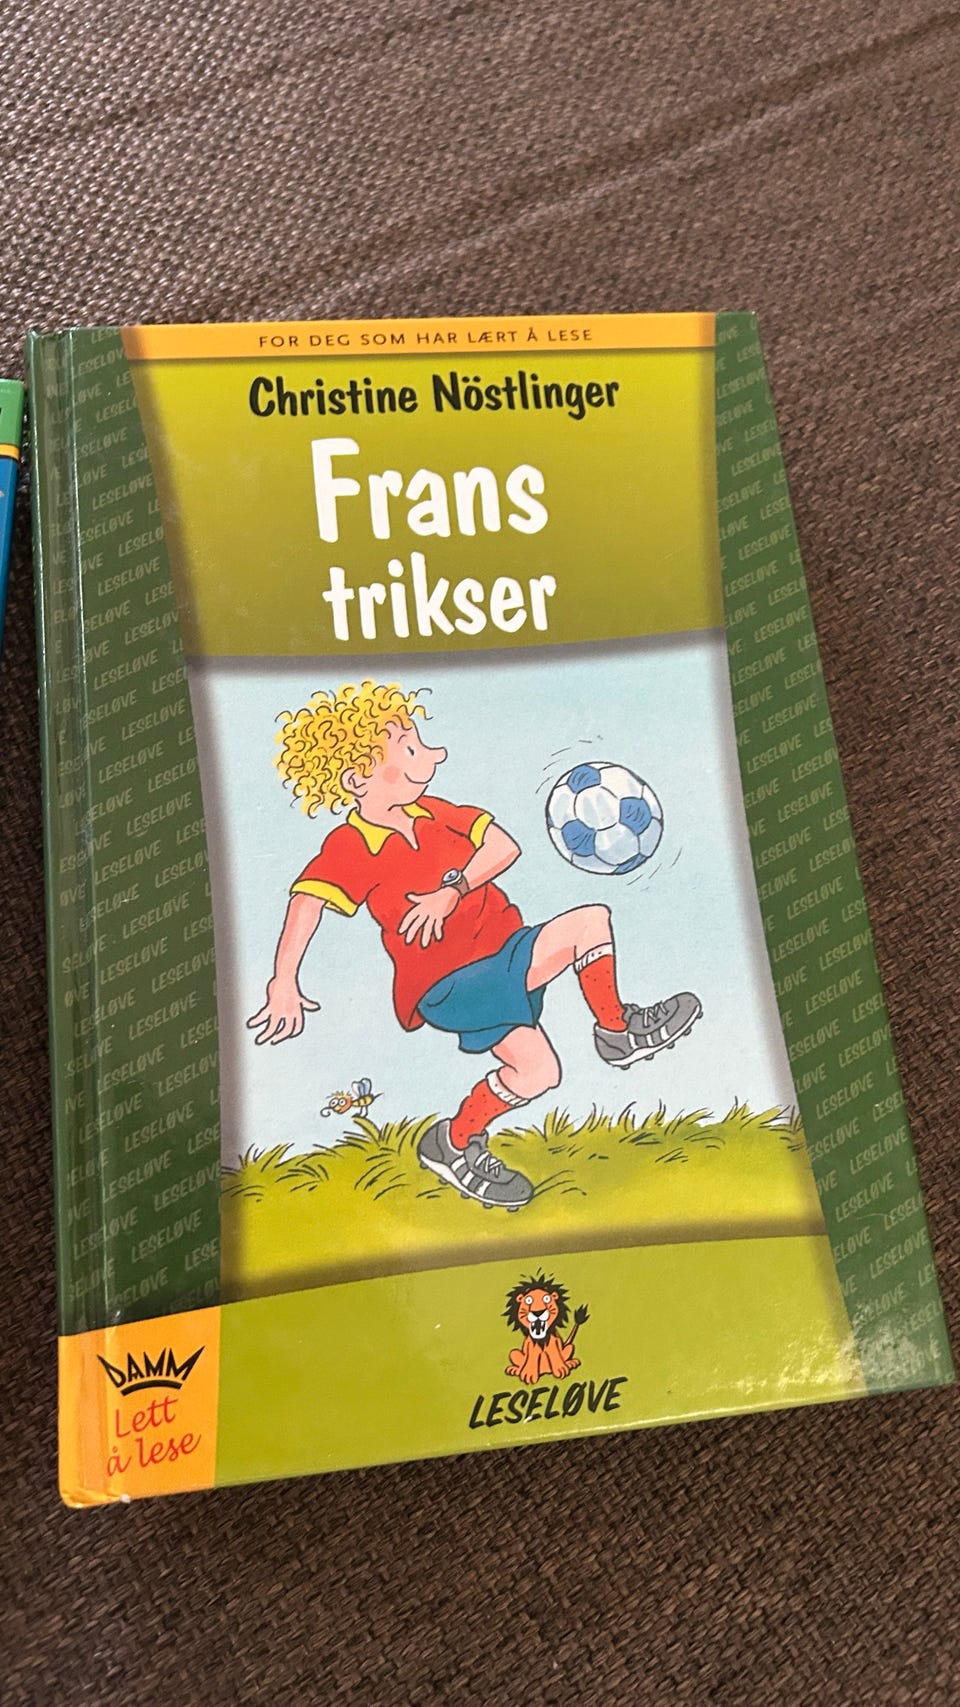 FOR DEG SOM HAR LÆRT Å LESE
Christine Nöstlinger
Frans
trikser
DAMM
Lett
å lese
LESELØVE